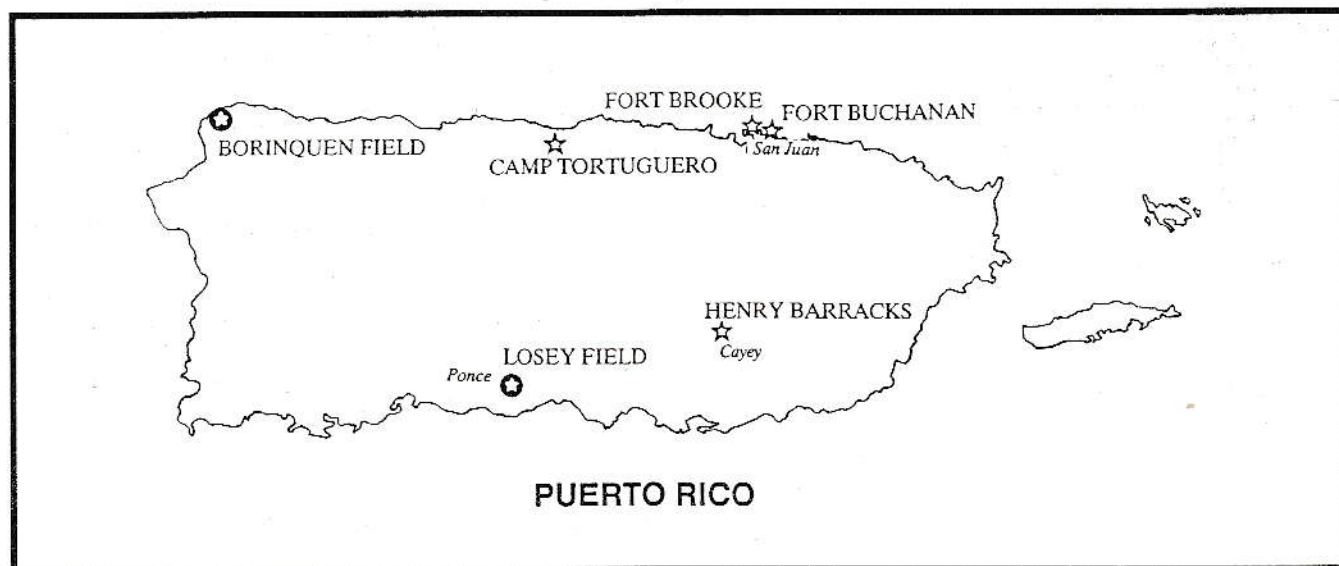 FORT BROOKE
FORT BUCHANAN
San Juan
BORINQUEN FIELD
CAMP TORTUGUERO
HENRY BARRACKS
Cayey
LOSEY FIELD
Ponce
PUERTO RICO